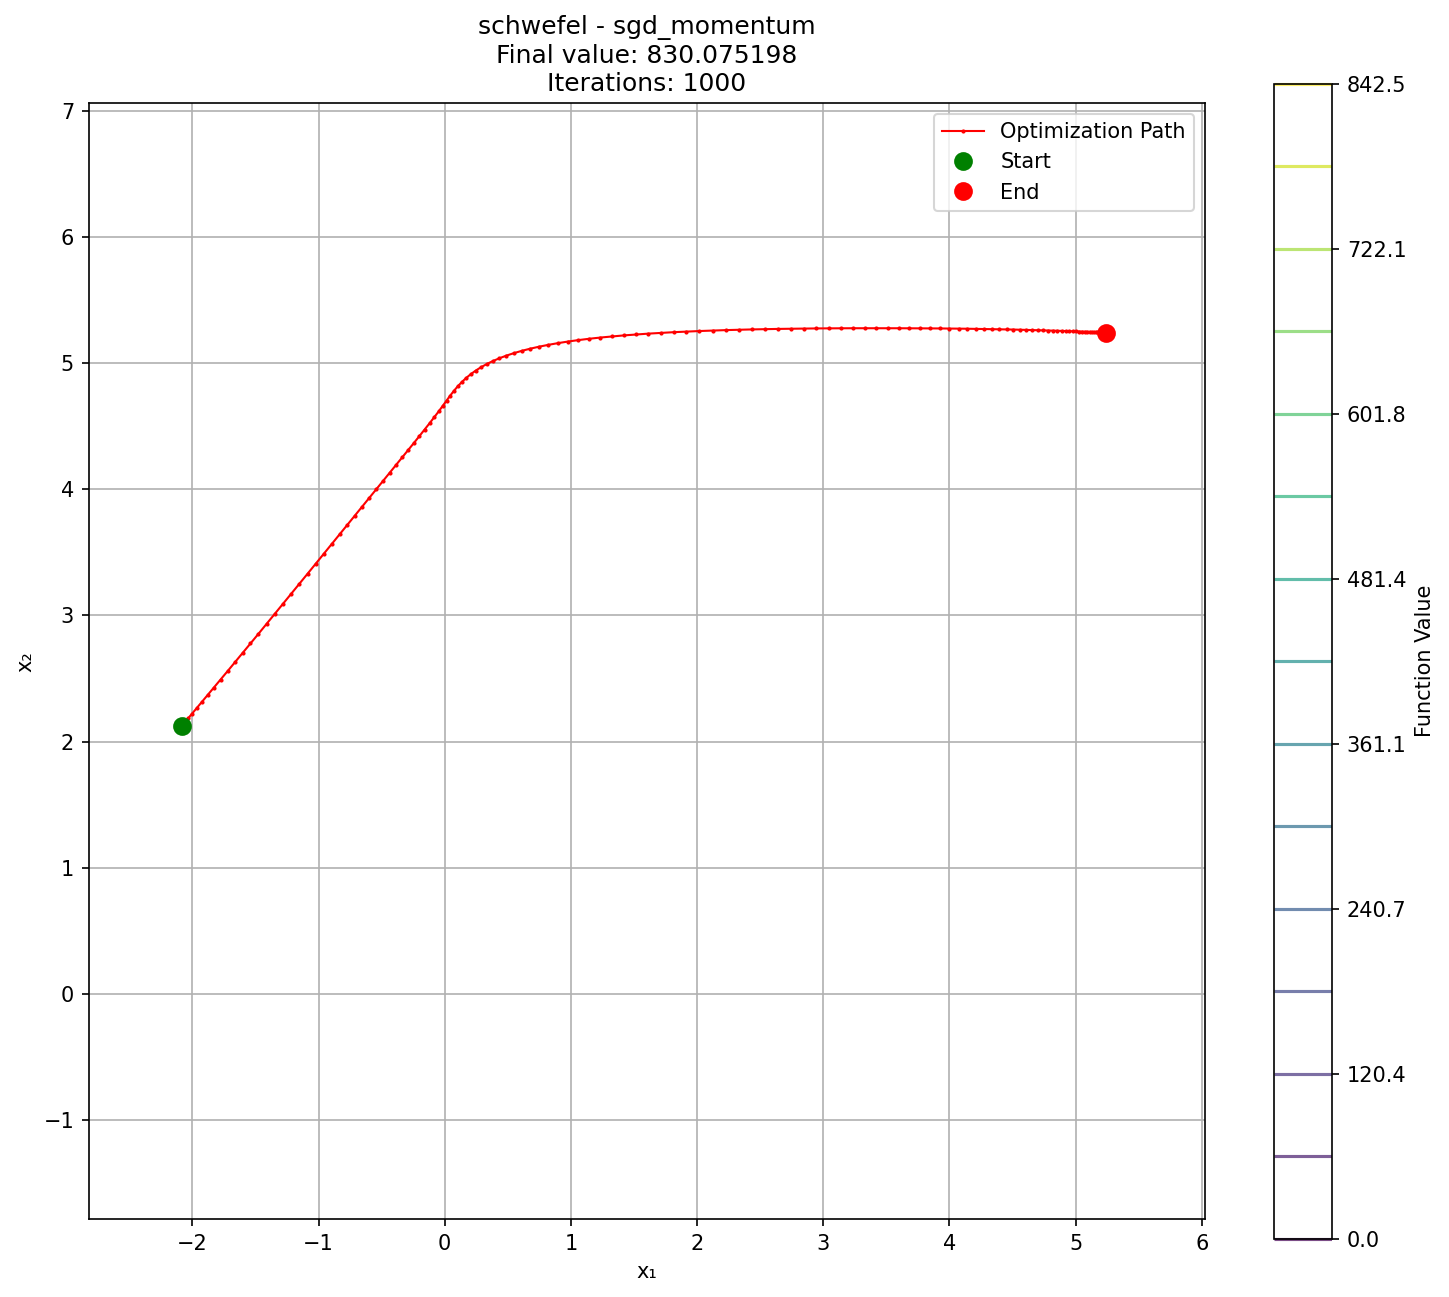 schwefel - sgd_momentum
Final value: 830.075198
Iterations: 1000
Optimization Path
Start
End
7
6
5
4
3
2
1
0
−1
x₂
−2
−1
0
1
2
3
4
5
6
x₁
842.5
722.1
601.8
481.4
361.1
240.7
120.4
0.0
Function Value